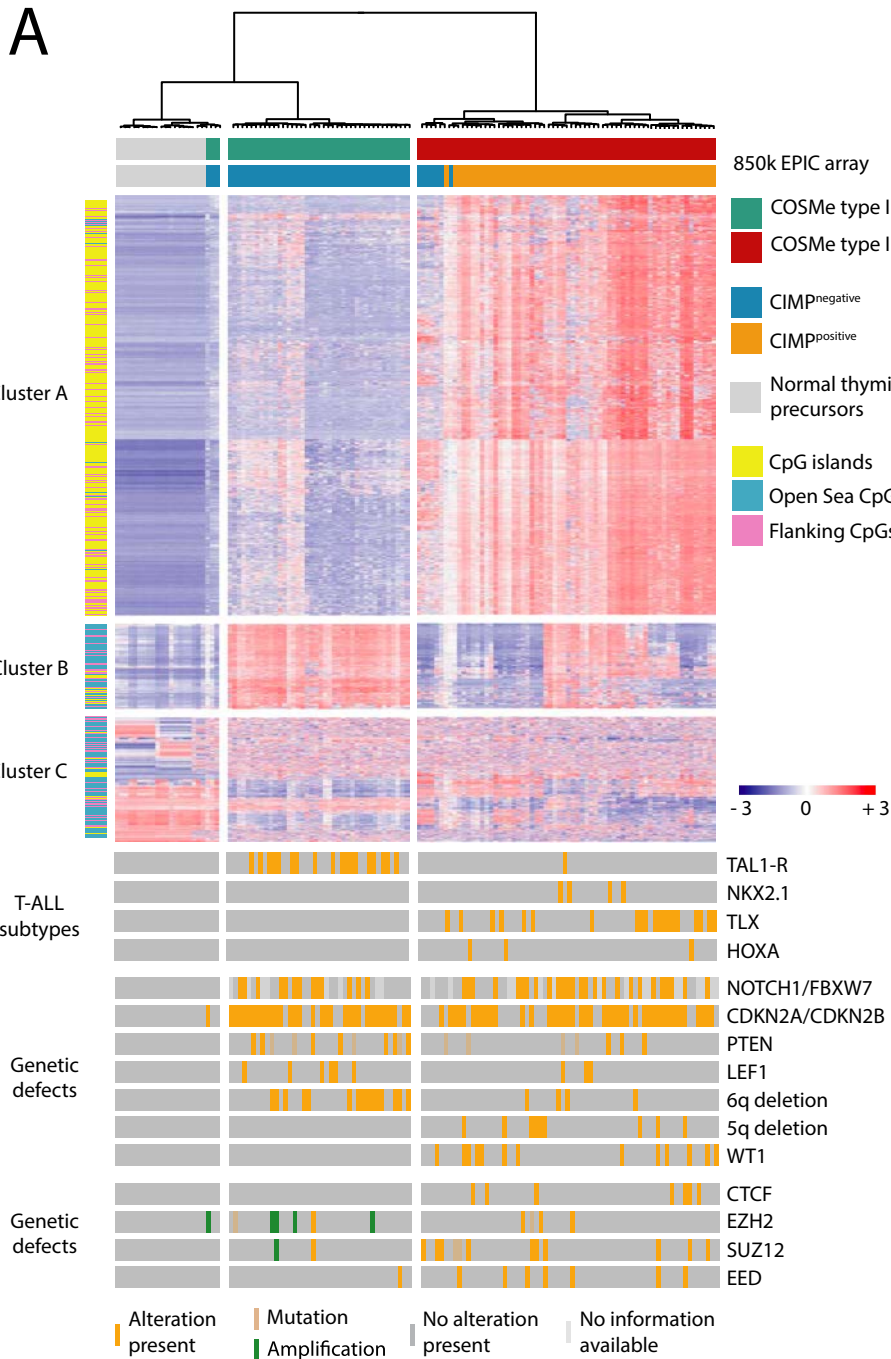 A
850k EPIC array
COSMe type I
COSMe type I
CIMPnegative
CIMPpositive
Normal thymi
precursors
CpG islands
Open Sea CpG
Flanking CpGs
Cluster A
Cluster B
Cluster C
- 3 0 + 3
T-ALL
subtypes
TAL1-R
NKX2.1
TLX
HOXA
Genetic
defects
NOTCH1/FBXW7
CDKN2A/CDKN2B
PTEN
LEF1
6q deletion
5q deletion
WT1
Genetic
defects
CTCF
EZH2
SUZ12
EED
Alteration
present
Mutation
Amplification
No alteration
present
No information
available